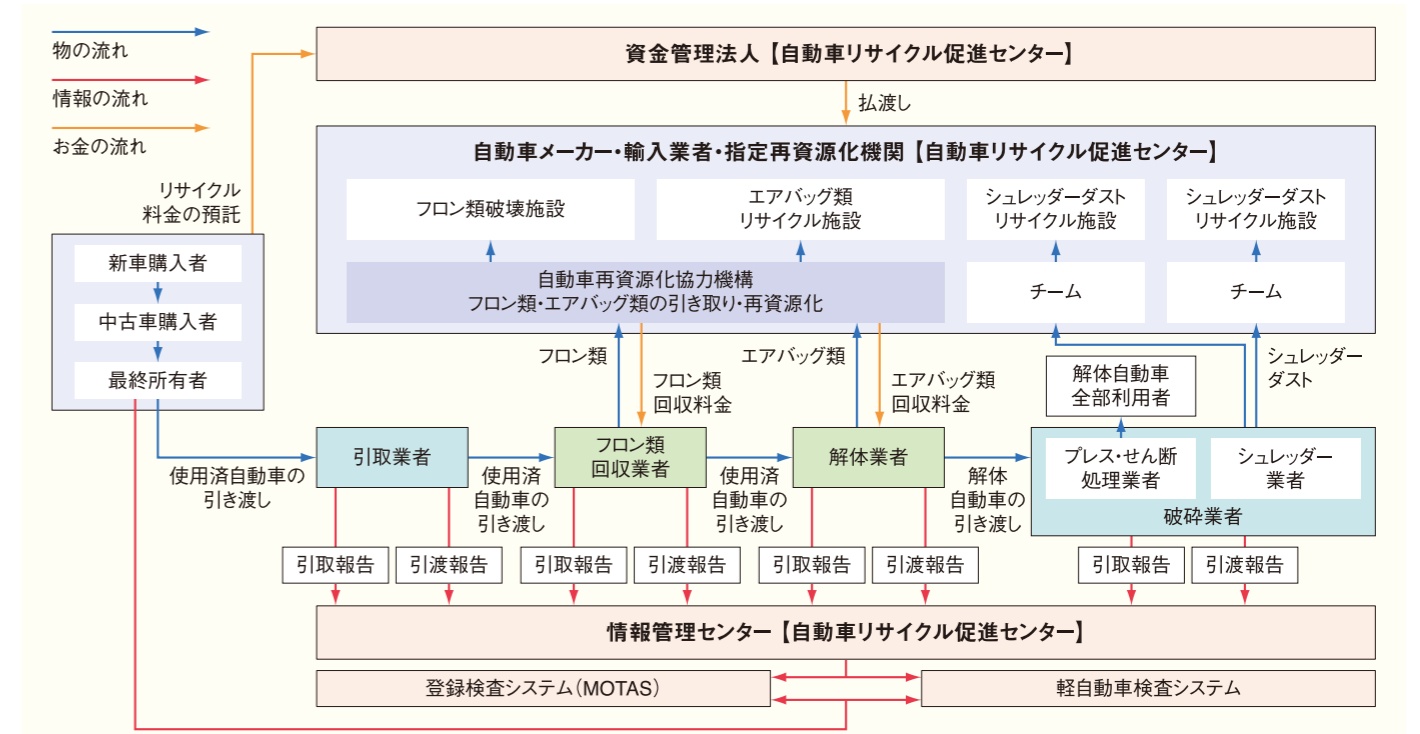 物の流れ
情報の流れ
お金の流れ
資金管理法人【自動車リサイクル促進センター】
払渡し
自動車メーカー・輸入業者・指定再資源化機関【自動車リサイクル促進センター】
フロン類破壊施設
エアバッグ類
リサイクル施設
シュレッダーダスト
リサイクル施設
シュレッダーダスト
リサイクル施設
自動車再資源化協力機構
フロン類・エアバッグ類の引き取り・再資源化
チーム
チーム
リサイクル
料金の預託
新車購入者
中古車購入者
最終所有者
フロン類
フロン類
回収料金
エアバッグ類
エアバッグ類
回収料金
解体自動車
全部利用者
シュレッダー
ダスト
使用済自動車の
引き渡し
引取業者
使用済
自動車の
引き渡し
フロン類
回収業者
使用済
自動車の
引き渡し
解体業者
解体
自動車の
引き渡し
プレス・せん断
処理業者
シュレッダー
業者
破砕業者
引取報告
引渡報告
引取報告
引渡報告
引取報告
引渡報告
引取報告
引渡報告
情報管理センター【自動車リサイクル促進センター】
登録検査システム(MOTAS)
軽自動車検査システム